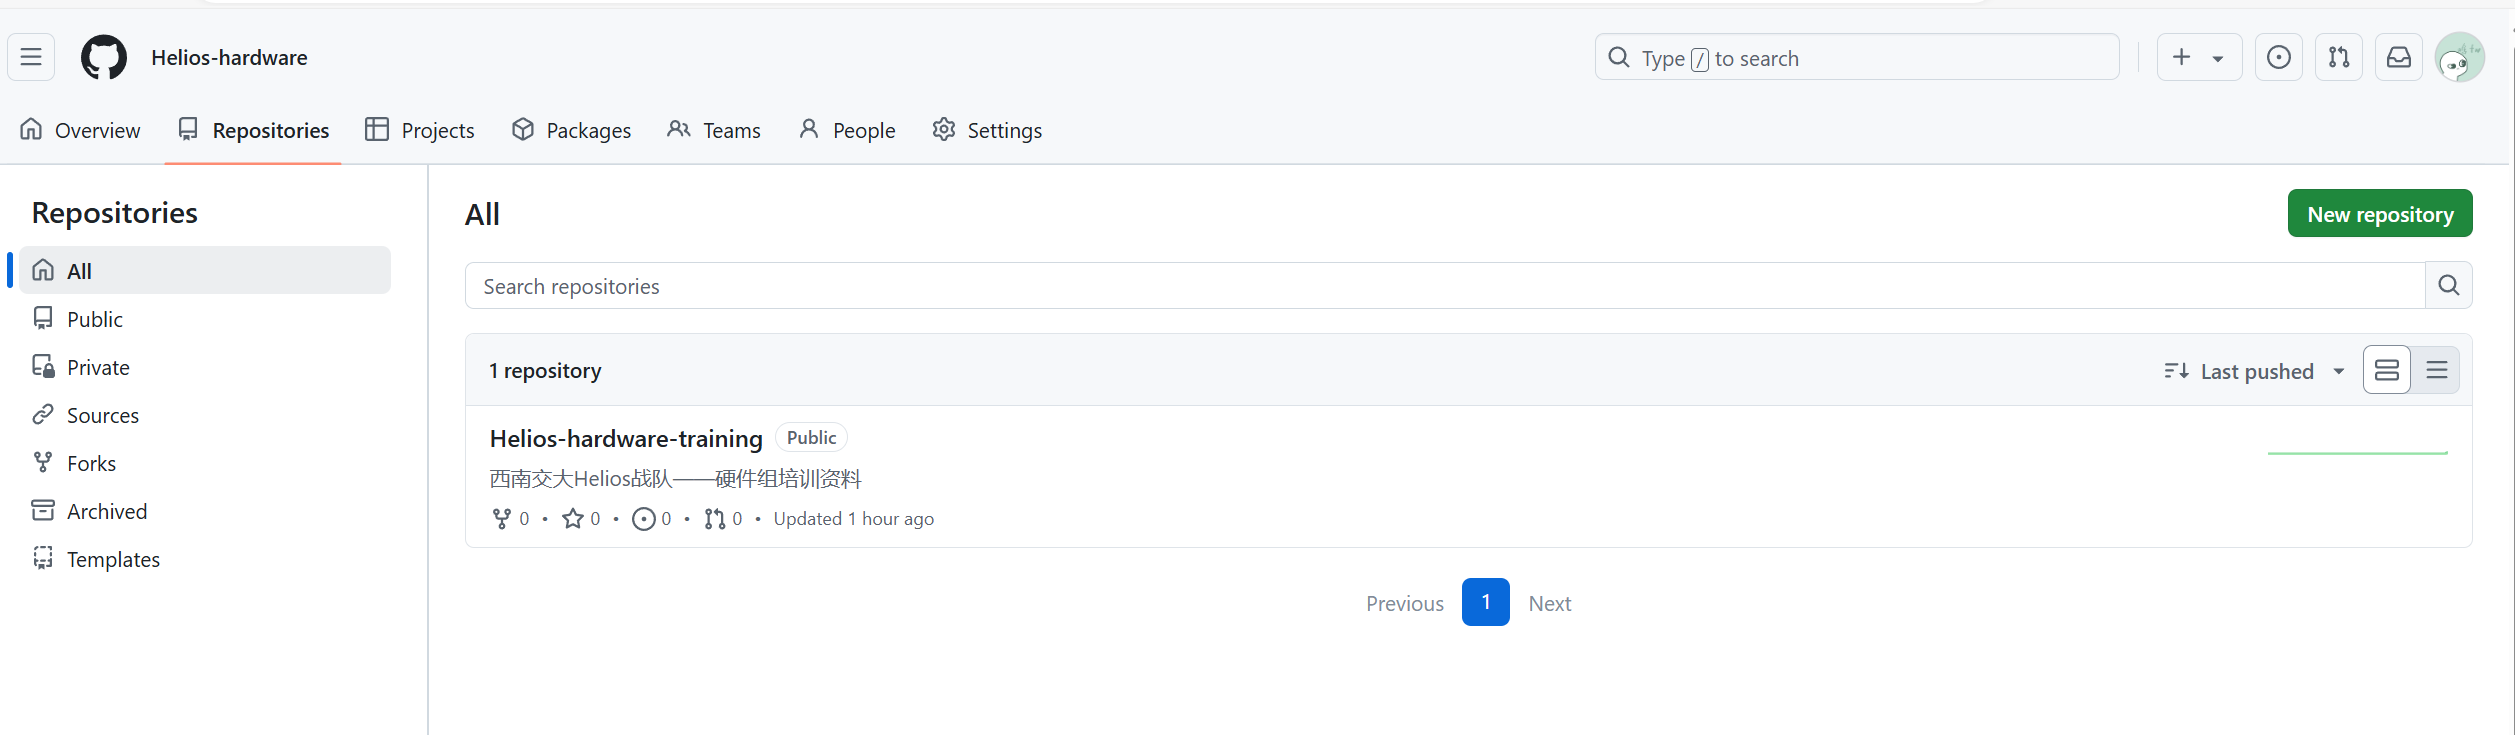 Helios-hardware
Type / to search
Overview
Repositories
Projects
Packages
Teams
People
Settings
Repositories
All
Public
Private
Sources
Forks
Archived
Templates
All
New repository
Search repositories
1 repository
Last pushed
Helios-hardware-training Public
西南交大Helios战队——硬件组培训资料
0 • 0 • 0 • 0 • Updated 1 hour ago
Previous 1 Next